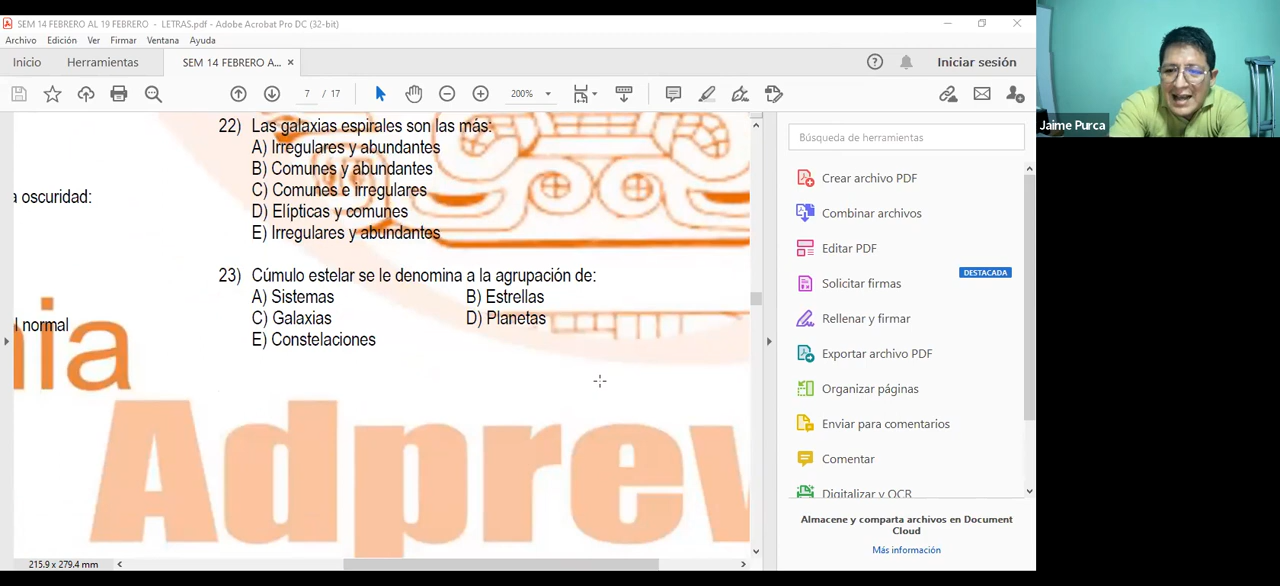 SEM 14 FEBRERO AL 19 FEBRERO - LETRAS.pdf - Adobe Acrobat Pro DC (32-bit)
Archivo Edición Ver Firmar Ventana Ayuda
Inicio Herramientas SEM 14 FEBRERO A... × Iniciar sesión
7 / 17 200%
Jaime Purca
22) Las galaxias espirales son las más:
A) Irregulares y abundantes
B) Comunes y abundantes
C) Comunes e irregulares
D) Elípticas y comunes
E) Irregulares y abundantes
a oscuridad:
23) Cúmulo estelar se le denomina a la agrupación de:
A) Sistemas B) Estrellas
C) Galaxias D) Planetas
E) Constelaciones
l normal
nia
Adprev
215.9 x 279.4 mm
Búsqueda de herramientas
Crear archivo PDF
Combinar archivos
Editar PDF
DESTACADA
Solicitar firmas
Rellenar y firmar
Exportar archivo PDF
Organizar páginas
Enviar para comentarios
Comentar
Digitalizar y OCR
Almacene y comparta archivos en Document
Cloud
Más información